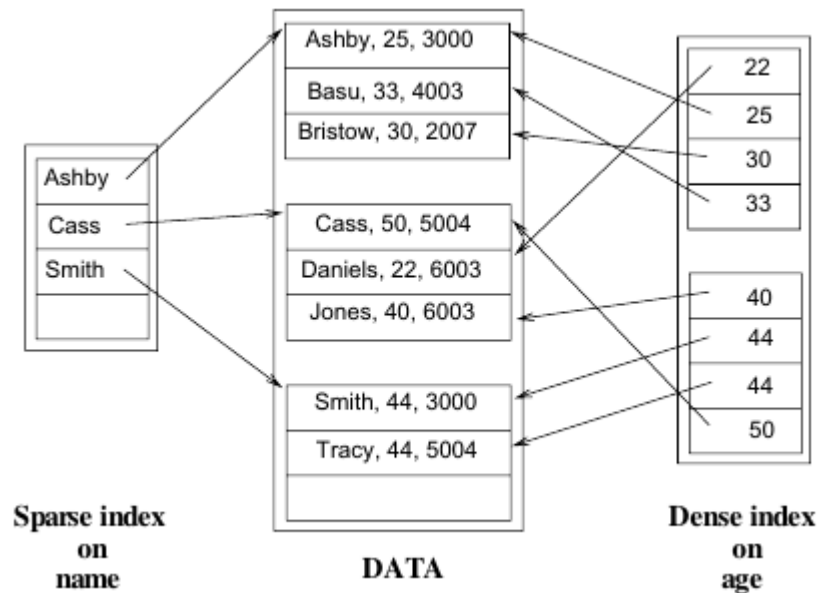 Ashby
Cass
Smith
Sparse index
on
name
Ashby, 25, 3000
Basu, 33, 4003
Bristow, 30, 2007
Cass, 50, 5004
Daniels, 22, 6003
Jones, 40, 6003
Smith, 44, 3000
Tracy, 44, 5004
DATA
22
25
30
33
40
44
44
50
Dense index
on
age